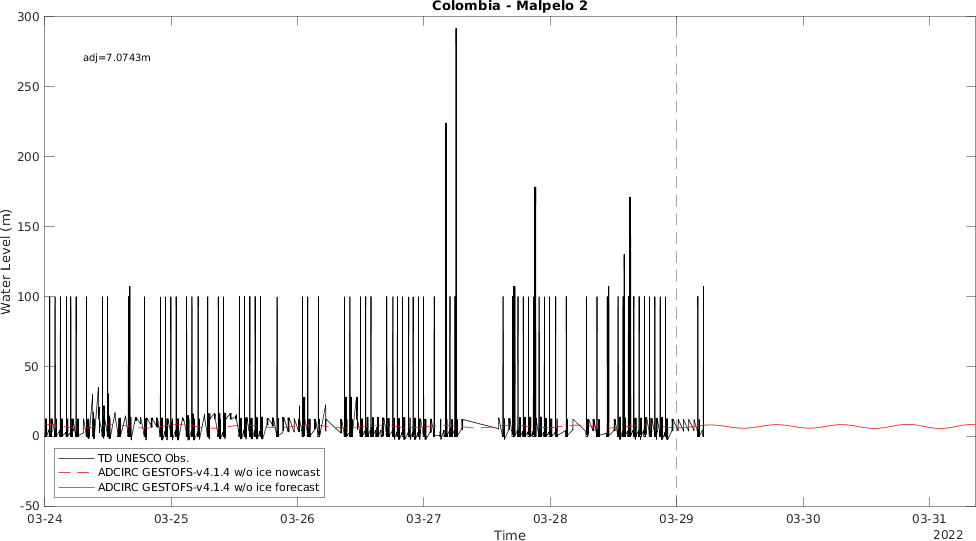 Colombia - Malpelo 2
300
250
200
150
100
50
0
-50
Water Level (m)
adj=7.0743m
TD UNESCO Obs.
ADCIRC GESTOFS-v4.1.4 w/o ice nowcast
ADCIRC GESTOFS-v4.1.4 w/o ice forecast
03-24 03-25 03-26 03-27 03-28 03-29 03-30 03-31
Time
2022